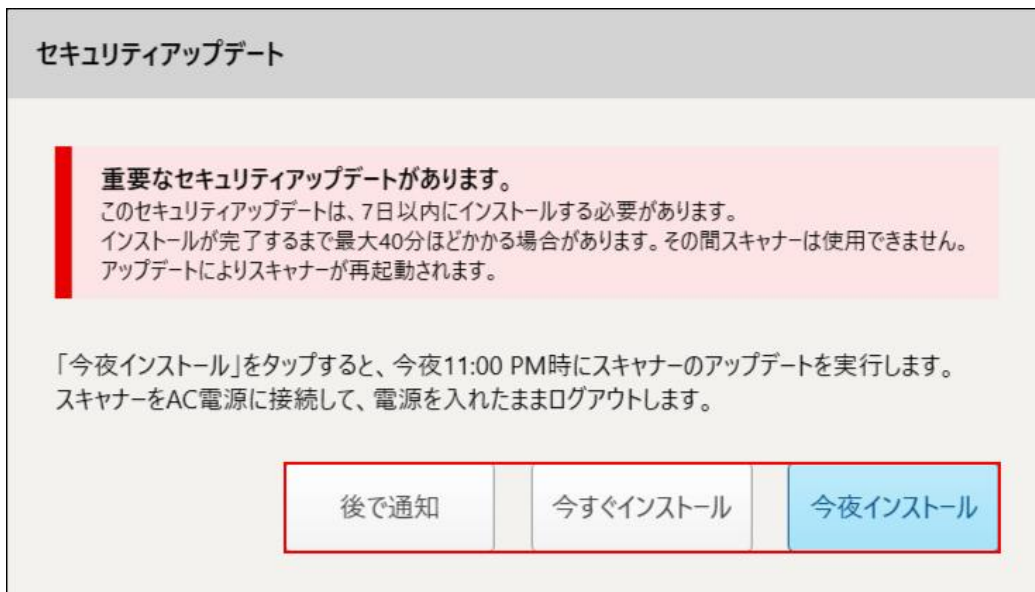 セキュリティアップデート
重要なセキュリティアップデートがあります。
このセキュリティアップデートは、7日以内にインストールする必要があります。
インストールが完了するまで最大40分ほどかかる場合があります。その間スキャナーは使用できません。
アップデートによりスキャナーが再起動されます。
「今夜インストール」をタップすると、今夜11:00 PM時にスキャナーのアップデートを実行します。
スキャナーをAC電源に接続して、電源を入れたままログアウトします。
後で通知 今すぐインストール 今夜インストール